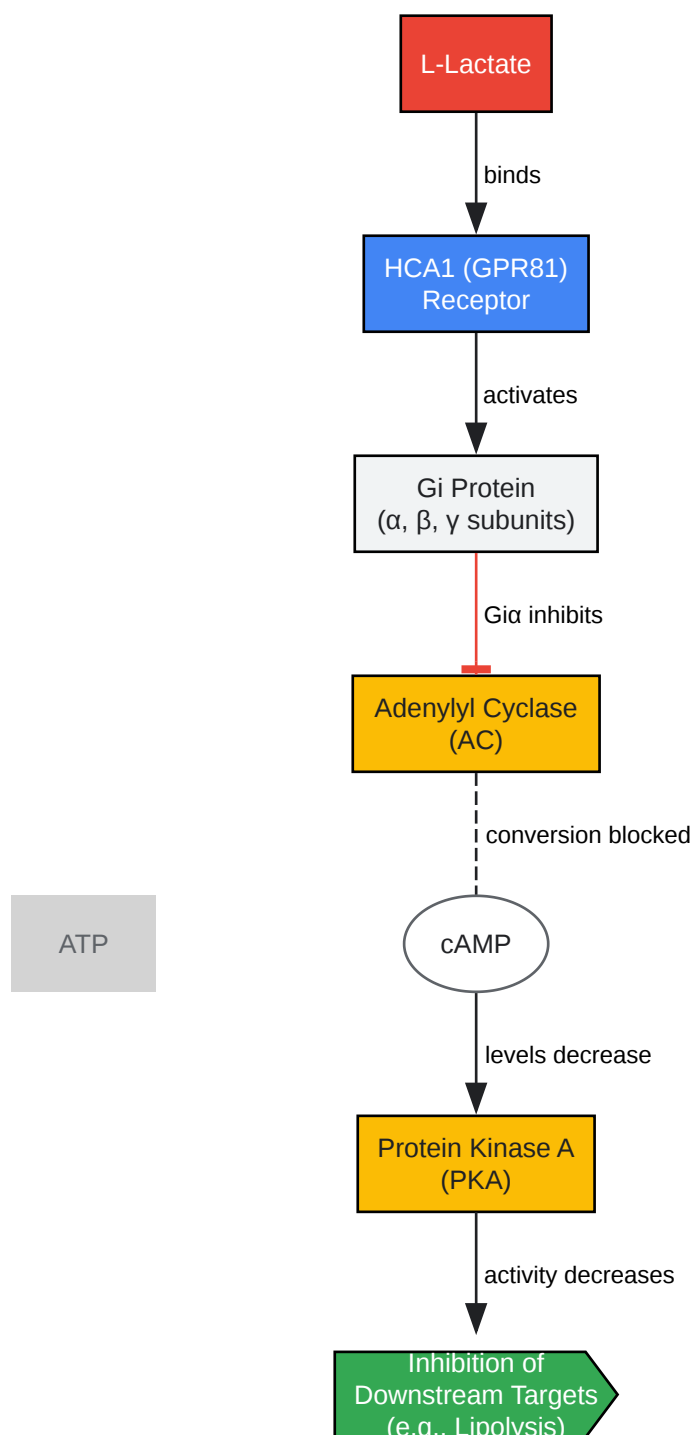 L-Lactate
binds
HCA1 (GPR81)
Receptor
activates
Gi Protein
(α, β, γ subunits)
Giα inhibits
Adenylyl Cyclase
(AC)
conversion blocked
ATP
cAMP
levels decrease
Protein Kinase A
(PKA)
activity decreases
Inhibition of
Downstream Targets
(e.g., Lipolysis)